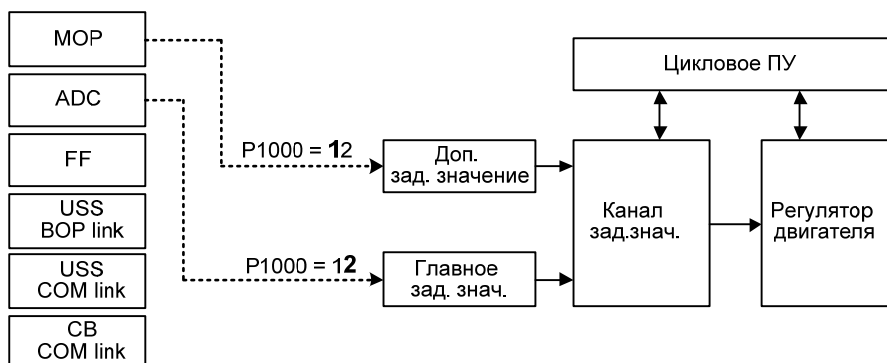 MOP
ADC
FF
USS
BOP link
USS
COM link
CB
COM link
P1000 = 12
P1000 = 12
Доп.
зад. значение
Главное
зад. знач.
Цикловое ПУ
Канал
зад.знач.
Регулятор
двигателя